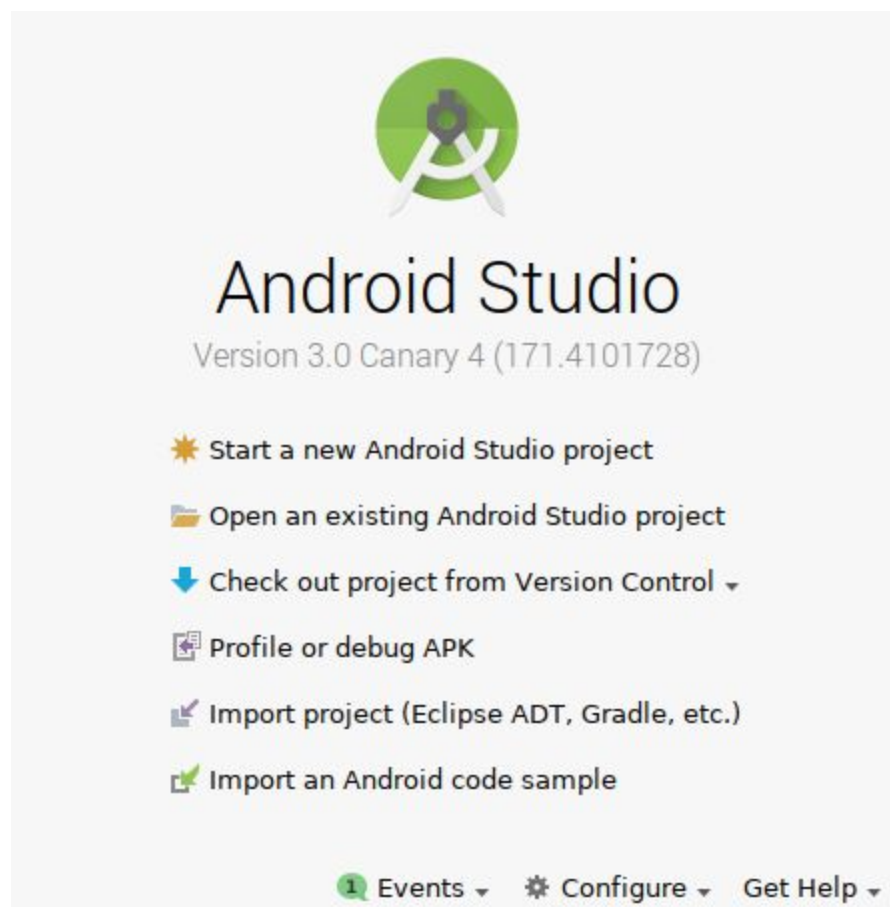 Android Studio
Version 3.0 Canary 4 (171.4101728)
Start a new Android Studio project
Open an existing Android Studio project
Check out project from Version Control
Profile or debug APK
Import project (Eclipse ADT, Gradle, etc.)
Import an Android code sample
1 Events Configure Get Help